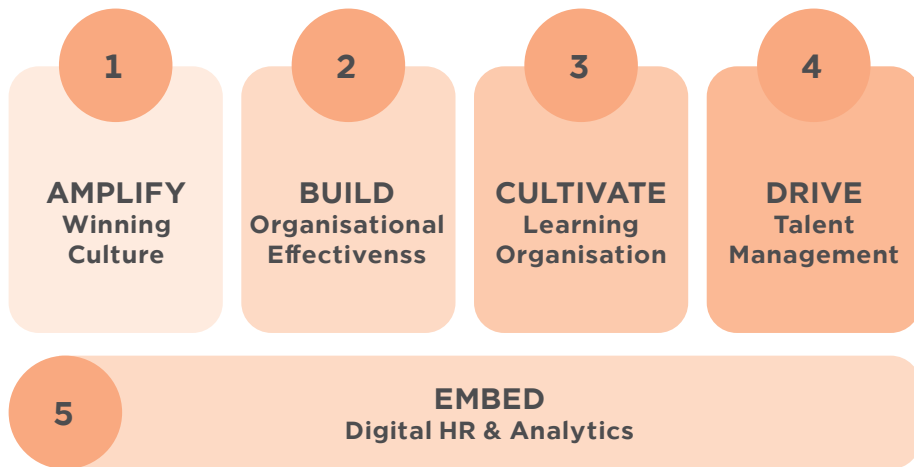 1
AMPLIFY
Winning
Culture
2
BUILD
Organisational
Effectivenss
3
CULTIVATE
Learning
Organisation
4
DRIVE
Talent
Management
5
EMBED
Digital HR & Analytics